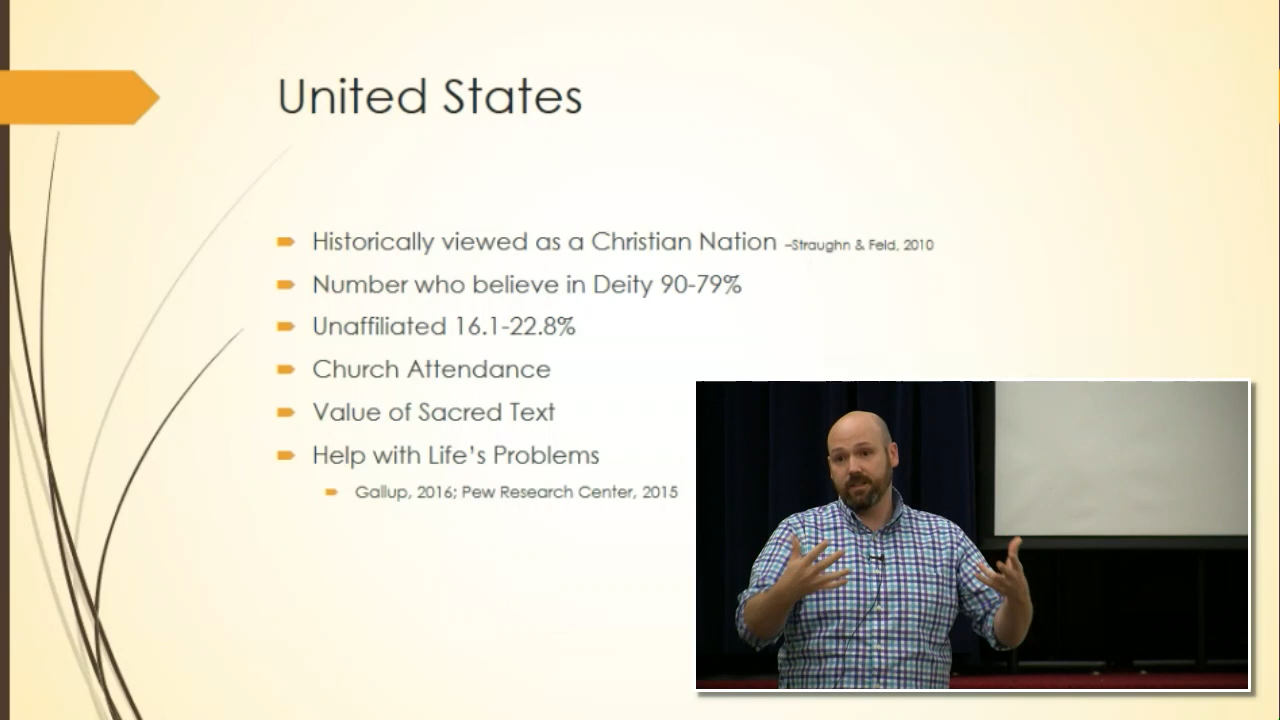 United States
Historically viewed as a Christian Nation –Straughn & Feld, 2010
Number who believe in Deity 90-79%
Unaffiliated 16.1-22.8%
Church Attendance
Value of Sacred Text
Help with Life's Problems
Gallup, 2016; Pew Research Center, 2015